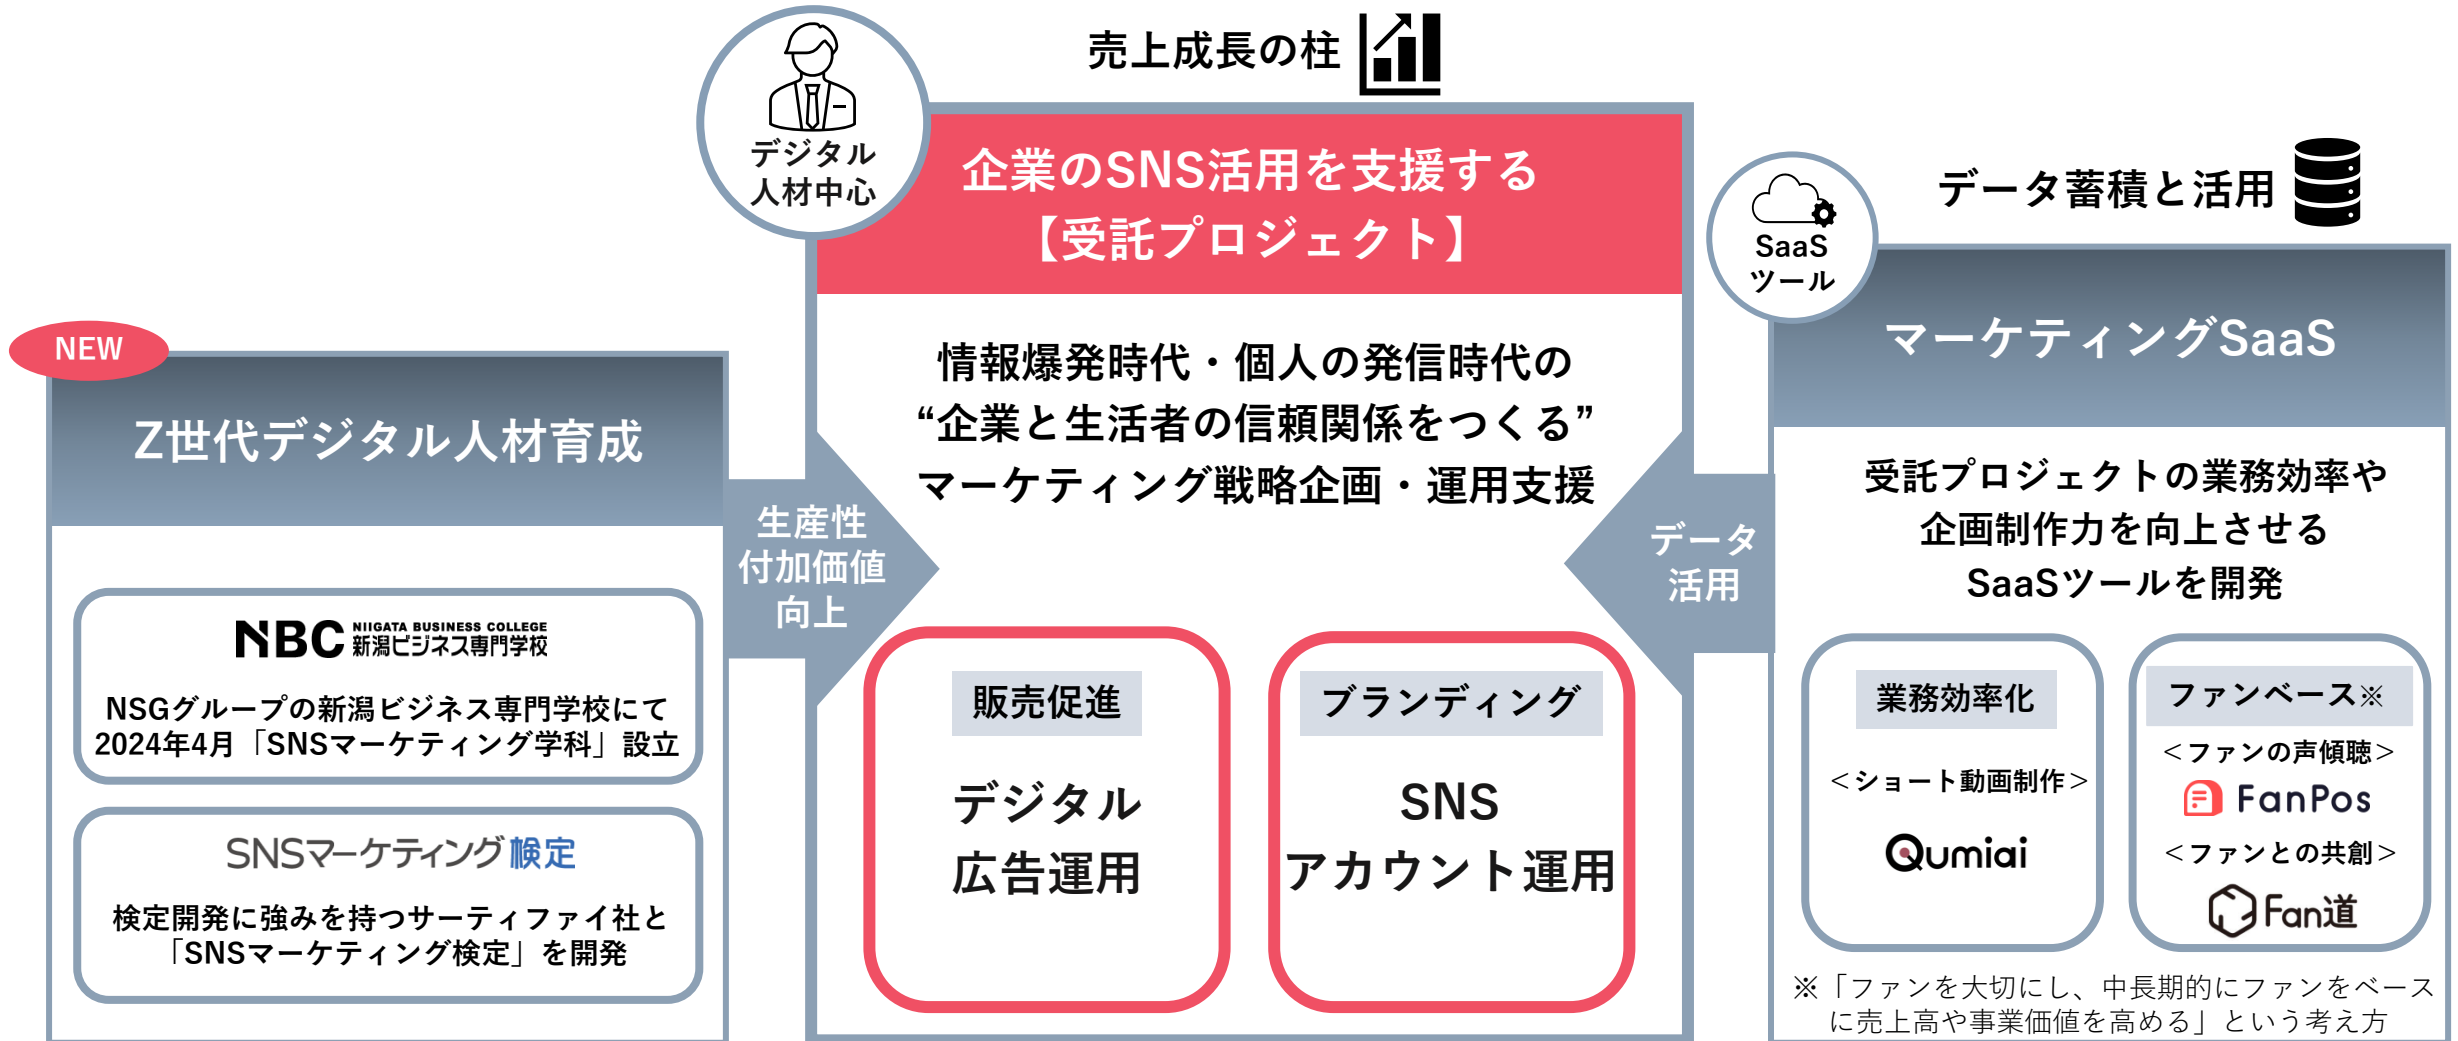 売上成長の柱
デジタル
人材中心
企業のSNS活用を支援する
【受託プロジェクト】
情報爆発時代・個人の発信時代の
“企業と生活者の信頼関係をつくる”
マーケティング戦略企画・運用支援
販売促進
デジタル
広告運用
ブランディング
SNS
アカウント運用
NEW
Z世代デジタル人材育成
NBC NIIGATA BUSINESS COLLEGE
新潟ビジネス専門学校
NSGグループの新潟ビジネス専門学校にて
2024年4月「SNSマーケティング学科」設立
SNSマーケティング検定
検定開発に強みを持つサーティファイ社と
「SNSマーケティング検定」を開発
生産性
付加価値
向上
データ蓄積と活用
SaaS
ツール
マーケティングSaaS
受託プロジェクトの業務効率や
企画制作力を向上させる
SaaSツールを開発
データ
活用
業務効率化
＜ショート動画制作＞
Qumiai
ファンベース※
＜ファンの声傾聴＞
FanPos
＜ファンとの共創＞
Fan道
※「ファンを大切にし、中長期的にファンをベース
に売上高や事業価値を高める」という考え方